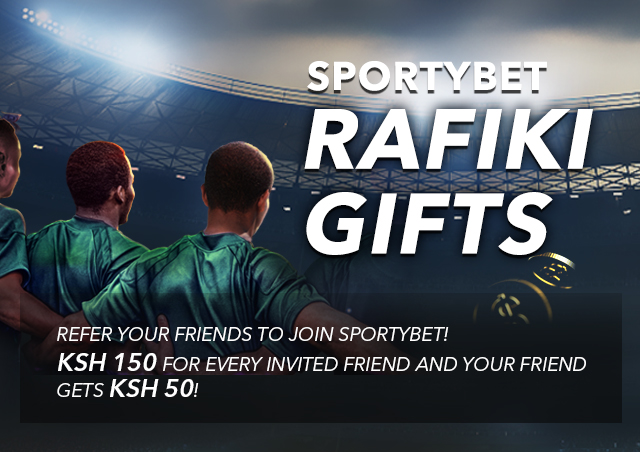 SPORTYBET
RAFIKI
GIFTS
REFER YOUR FRIENDS TO JOIN SPORTYBET!
KSH 150 FOR EVERY INVITED FRIEND AND YOUR FRIEND
GETS KSH 50!